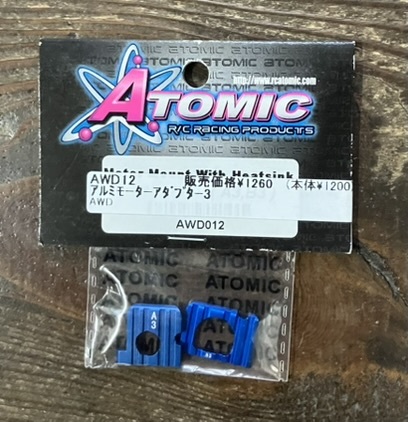 http://www.rcatomic.com
ATOMIC
R/C RACING PRODUCTS
Motor Mount With Heatsink
AWD12 販売価格¥1260 (本体¥1200)
アルミモーターアダプター3
AWD
AWD012
ATOMIC
ATOMIC
ATOMIC
A3
ATOMIC